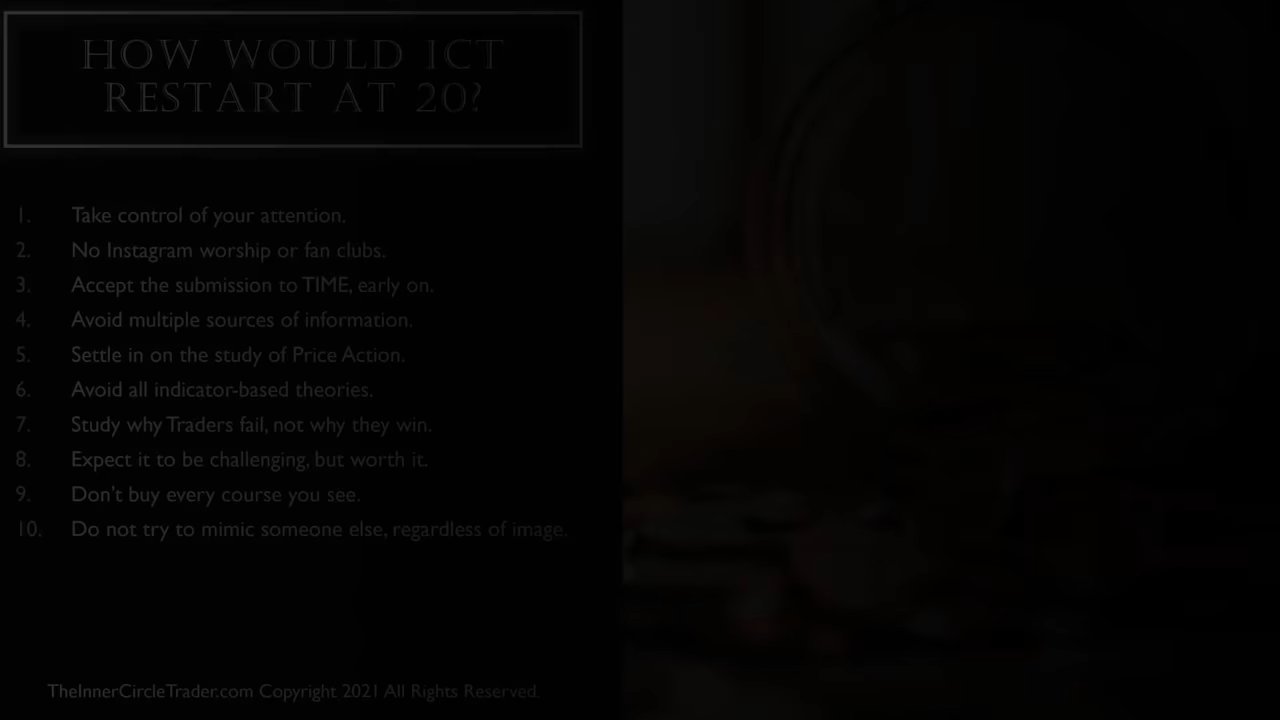 HOW WOULD ICT
RESTART AT 20?
1. Take control of your attention.
2. No Instagram worship or fan clubs.
3. Accept the submission to TIME, early on.
4. Avoid multiple sources of information.
5. Settle in on the study of Price Action.
6. Avoid all indicator-based theories.
7. Study why Traders fail, not why they win.
8. Expect it to be challenging, but worth it.
9. Don't buy every course you see.
10. Do not try to mimic someone else, regardless of image.
TheInnerCircleTrader.com Copyright 2021 All Rights Reserved.